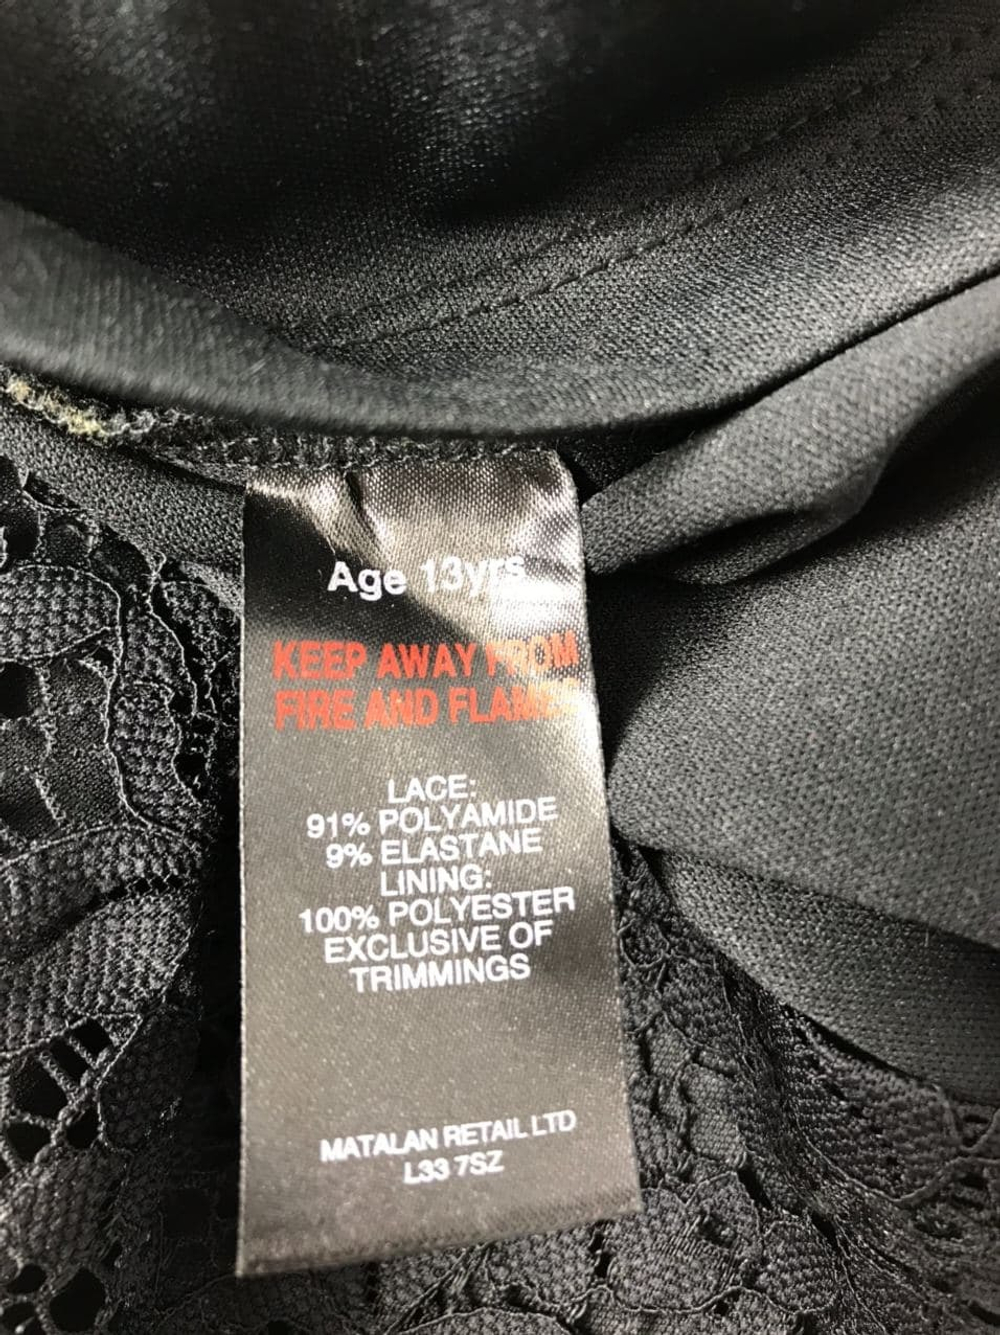 Age 13yrs
KEEP AWAY FROM
FIRE AND FLAMES
LACE:
91% POLYAMIDE
9% ELASTANE
LINING:
100% POLYESTER
EXCLUSIVE OF
TRIMMINGS
MATALAN RETAIL LTD
L33 7SZ